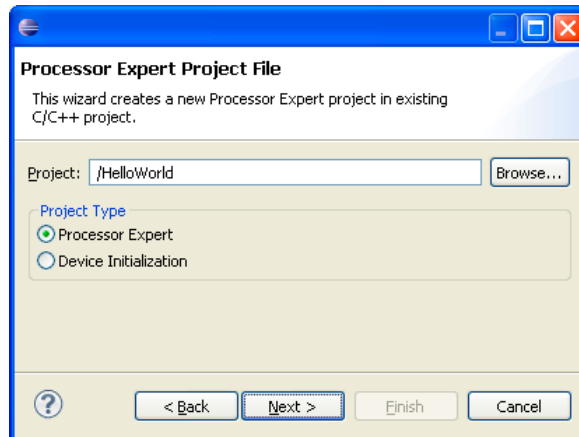 Processor Expert Project File
This wizard creates a new Processor Expert project in existing
C/C++ project.
Project: /HelloWorld Browse...
Project Type
Processor Expert
Device Initialization
? < Back Next > Finish Cancel